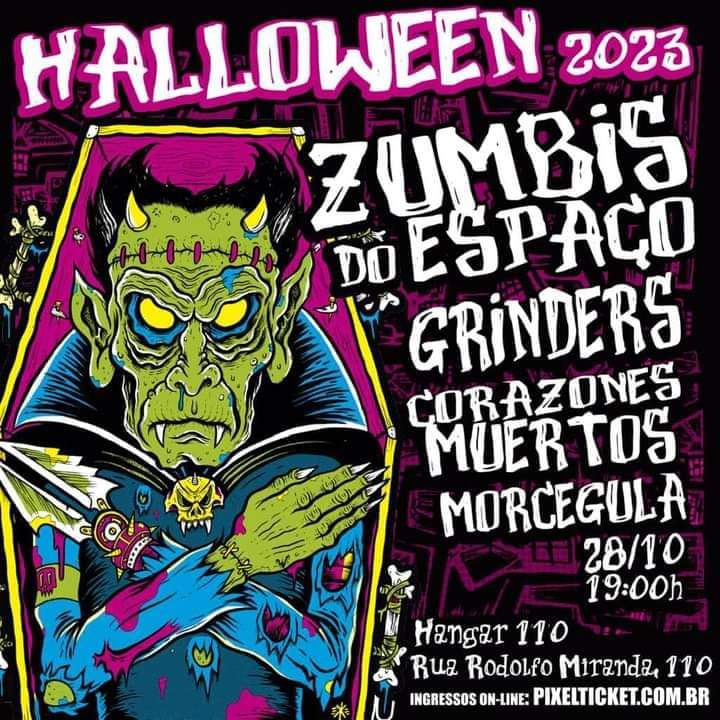 HALLOWEEN 2023
ZUMBiS
DO ESPAÇO
GRiNDERS
CORAZONES
MUERTOS
MORCEGULA
28/10
19:00h
Hangar 110
Rua Rodolfo Miranda, 110
INGRESSOS ON-LINE: PIXELTICKET.COM.BR